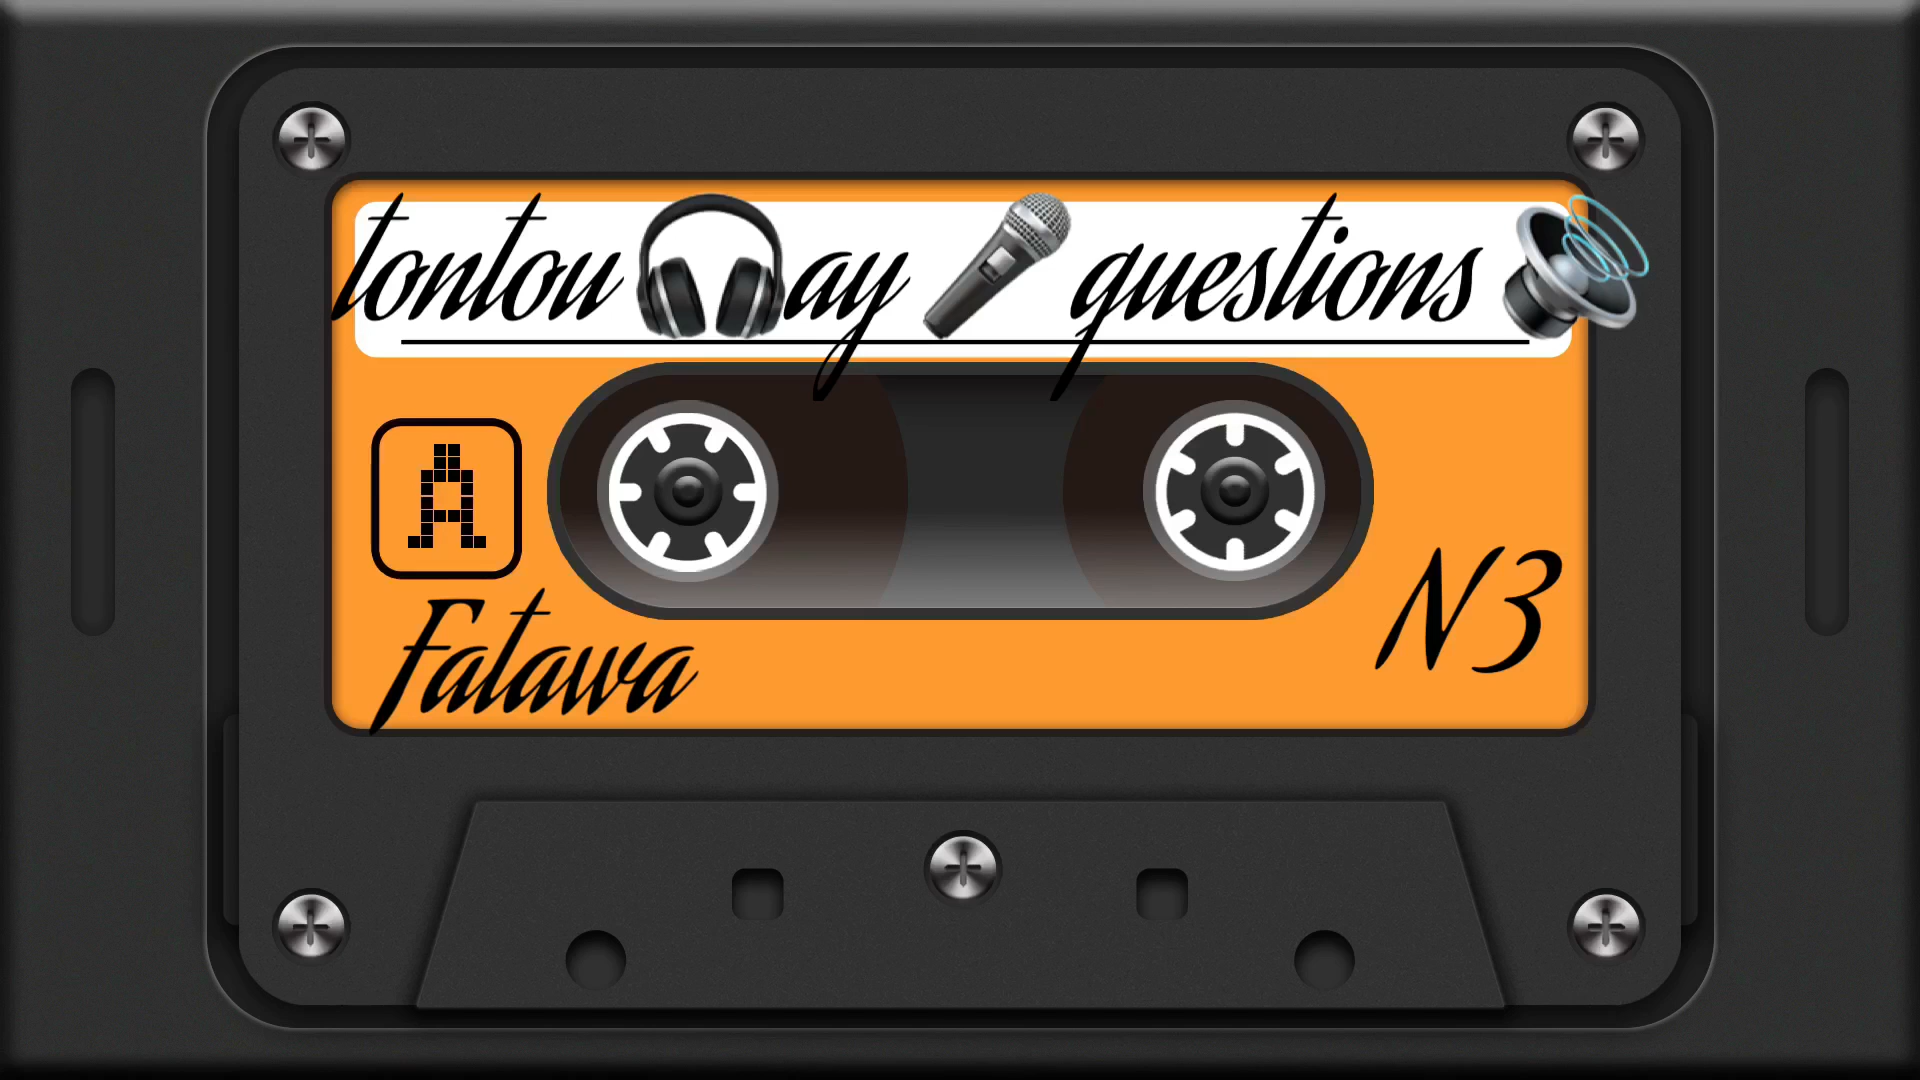 tontou 🎧ay🎤 questions 🔊
A
N3
Fatawa